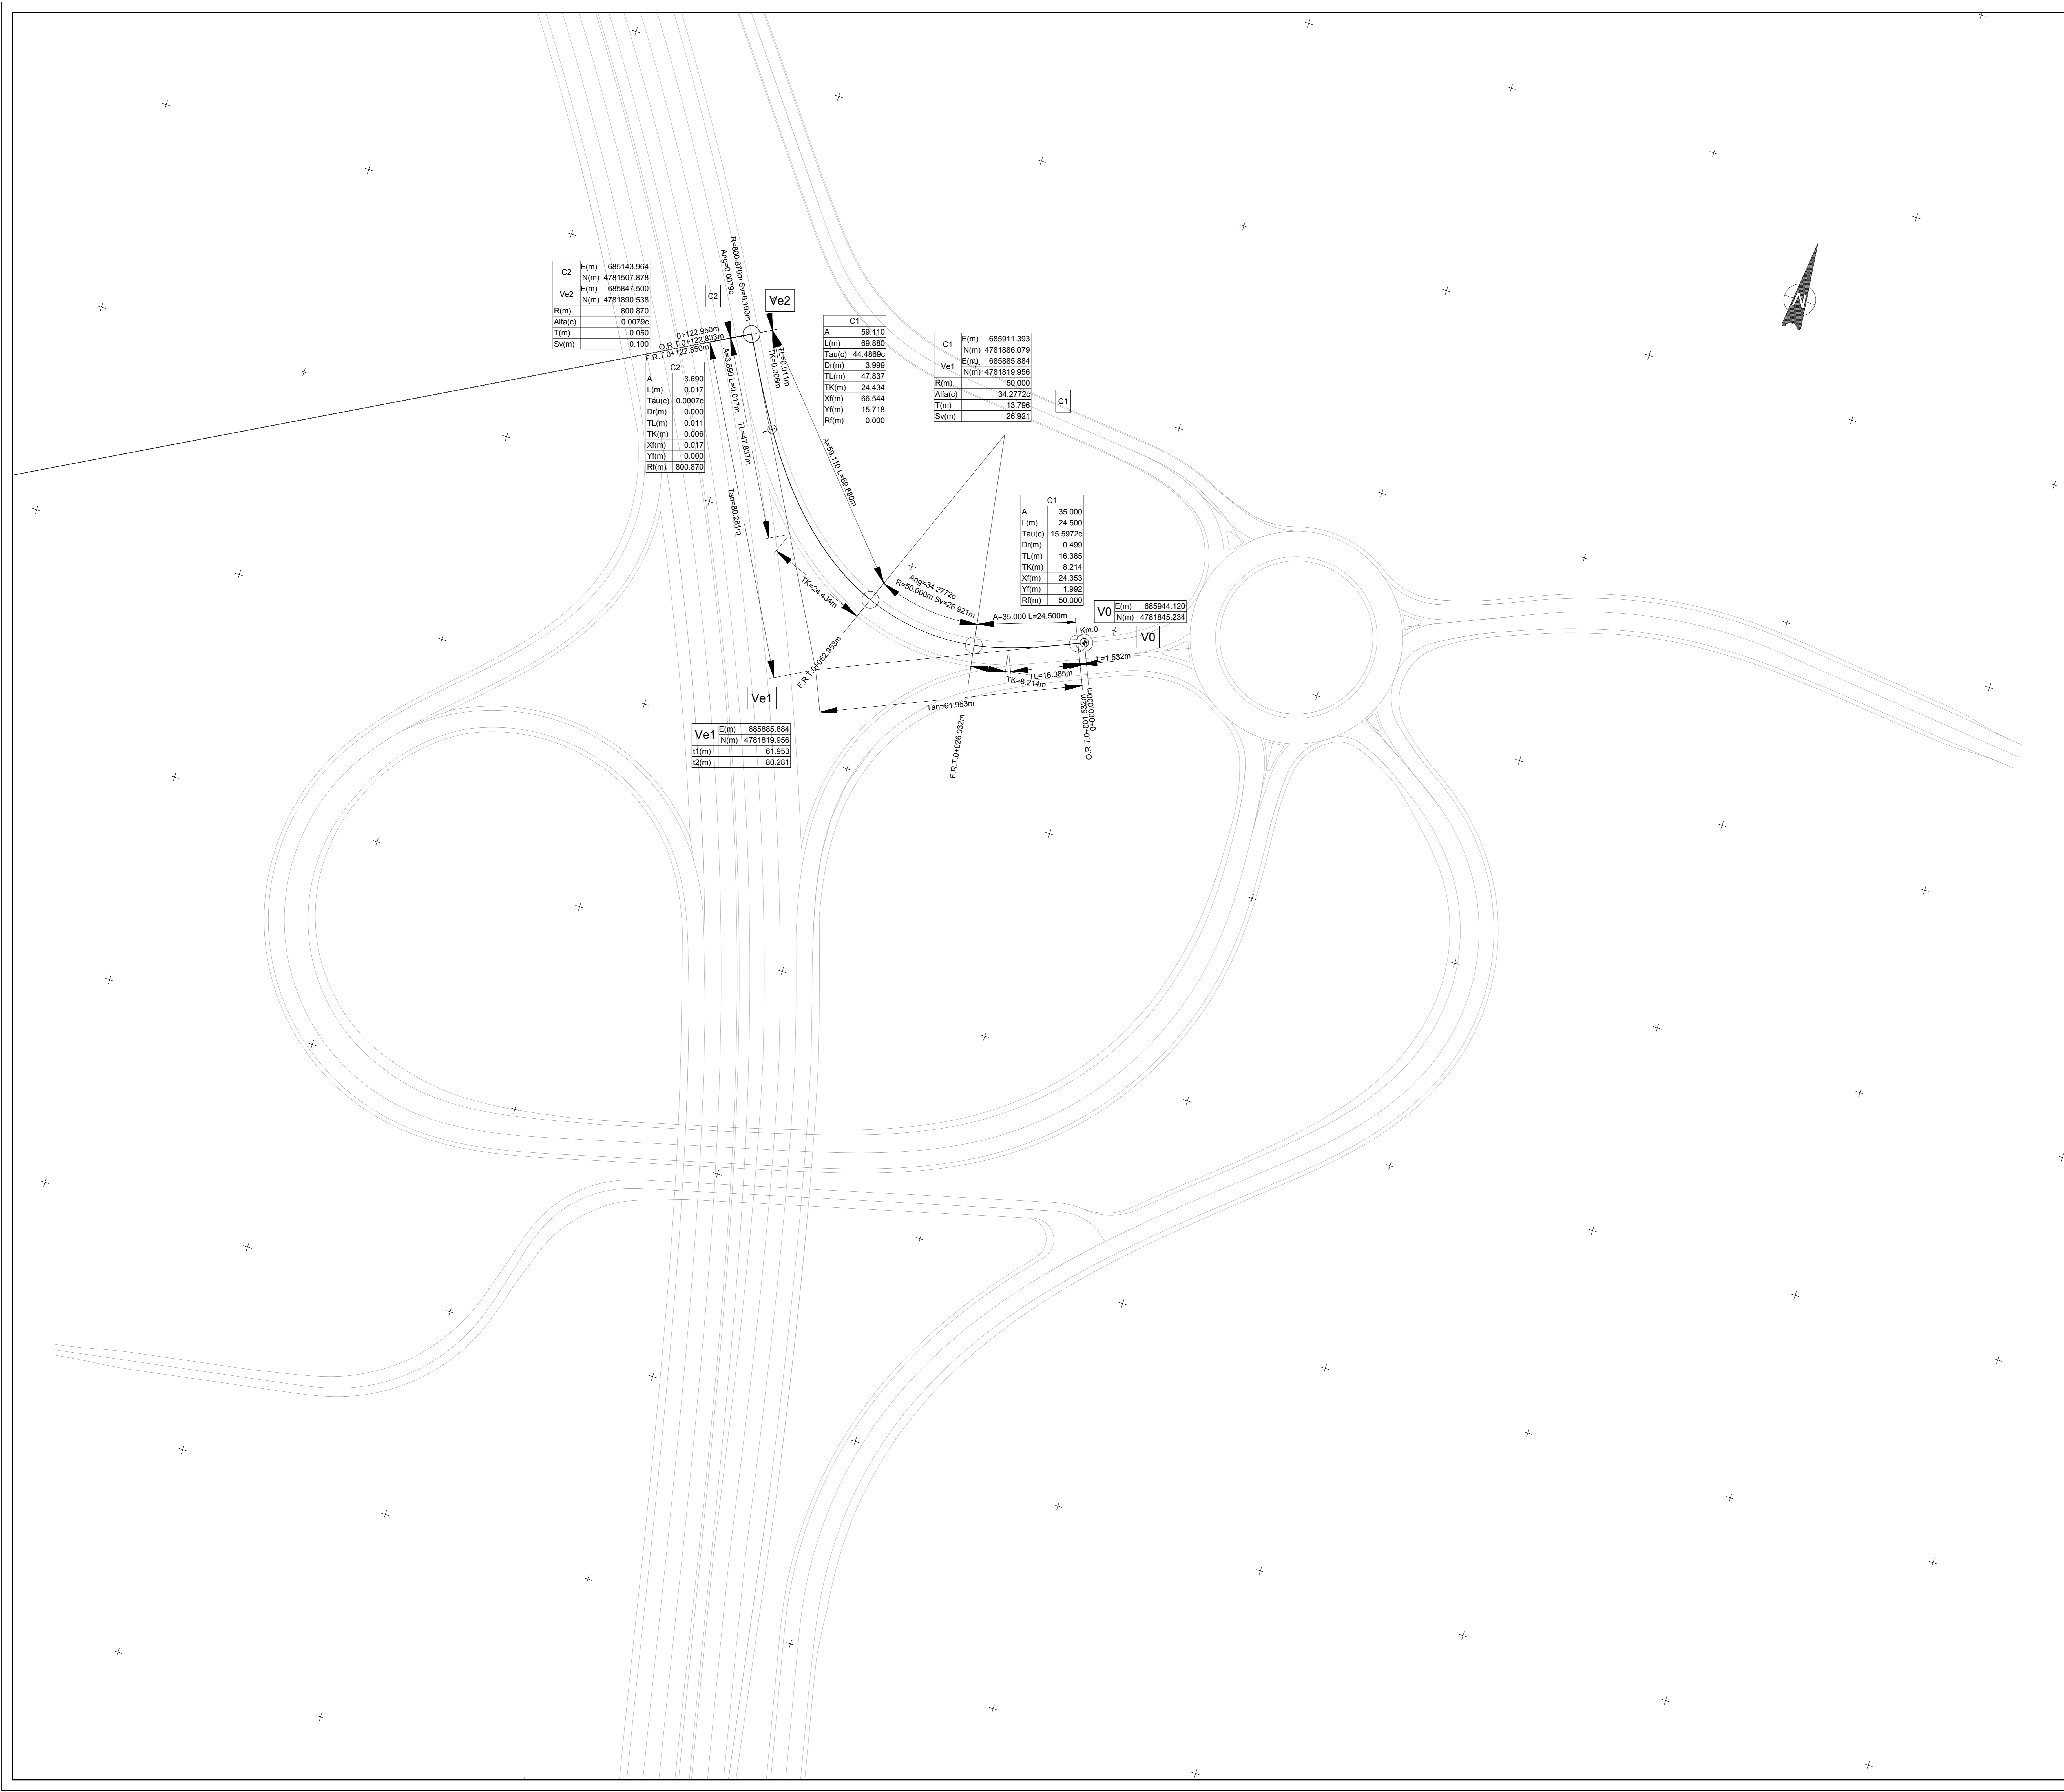 R=800.870m Sv=0.100m
Ang=0.0079c
C2
Ve2
C2
E(m) 685143.964
N(m) 4781507.878
Ve2
E(m) 685847.500
N(m) 4781890.538
R(m) 800.870
Alfa(c) 0.0079c
T(m) 0.050
Sv(m) 0.100
0+122.950m
O.R.T.0+122.833m
F.R.T.0+122.850m
C2
A 3.690
L(m) 0.017
Tau(c) 0.0007c
Dr(m) 0.000
TL(m) 0.011
TK(m) 0.006
Xf(m) 0.017
Yf(m) 0.000
Rf(m) 800.870
A=3.690 L=0.017m
TL=0.011m
TK=0.006m
C1
A 59.110
L(m) 69.880
Tau(c) 44.4869c
Dr(m) 3.999
TL(m) 47.837
TK(m) 24.434
Xf(m) 66.544
Yf(m) 15.718
Rf(m) 0.000
C1
E(m) 685911.393
N(m) 4781886.079
Ve1
E(m) 685885.884
N(m) 4781819.956
R(m) 50.000
Alfa(c) 34.2772c
T(m) 13.796
Sv(m) 26.921
C1
N
TL=47.837m
A=59.110 L=69.880m
Tan=80.281m
TK=24.434m
Ang=34.2772c
R=50.000m Sv=26.921m
C1
A 35.000
L(m) 24.500
Tau(c) 15.5972c
Dr(m) 0.499
TL(m) 16.385
TK(m) 8.214
Xf(m) 24.353
Yf(m) 1.992
Rf(m) 50.000
A=35.000 L=24.500m
V0
E(m) 685944.120
N(m) 4781845.234
Km.0
V0
L=1.532m
TL=16.385m
TK=8.214m
F.R.T.0+052.953m
Tan=61.953m
F.R.T.0+026.032m
O.R.T.0+001.532m
0+000.000m
Ve1
Ve1
E(m) 685885.884
N(m) 4781819.956
t1(m) 61.953
t2(m) 80.281